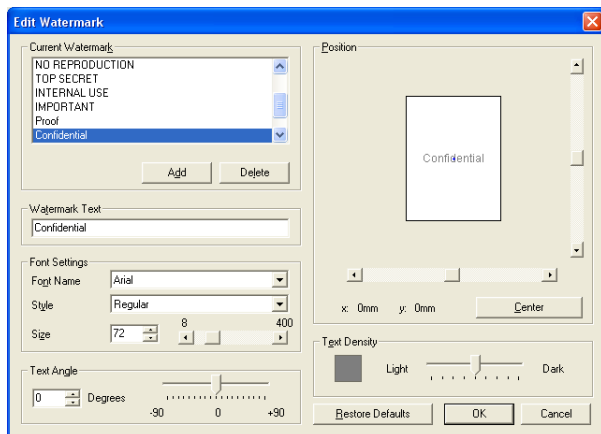 Edit Watermark
Current Watermark
NO REPRODUCTION
TOP SECRET
INTERNAL USE
IMPORTANT
Proof
Confidential
Add
Delete
Watermark Text
Confidential
Font Settings
Font Name
Arial
Style
Regular
Size
72
8
400
Text Angle
0
Degrees
-90
0
+90
Position
Confidential
x: 0mm y: 0mm
Center
Text Density
Light
Dark
Restore Defaults
OK
Cancel